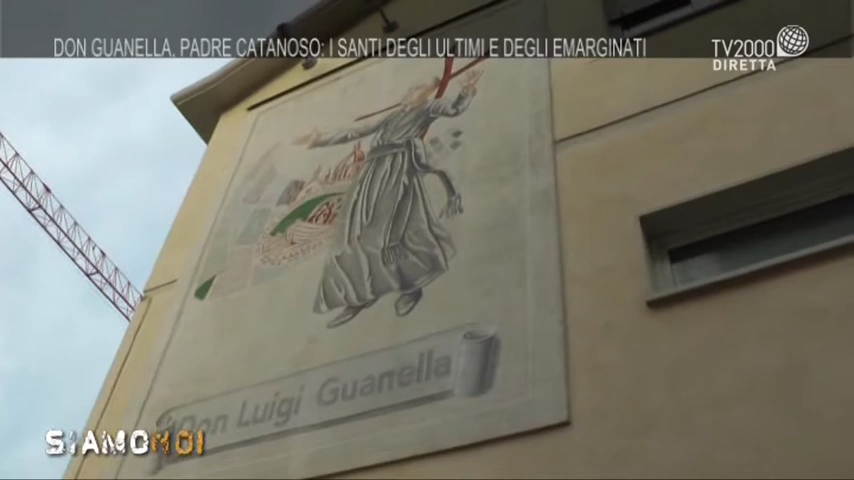 DON GUANELLA, PADRE CATANOSO: I SANTI DEGLI ULTIMI E DEGLI EMARGINATI
TV2000
DIRETTA
Don Luigi Guanella
SIAMONOI